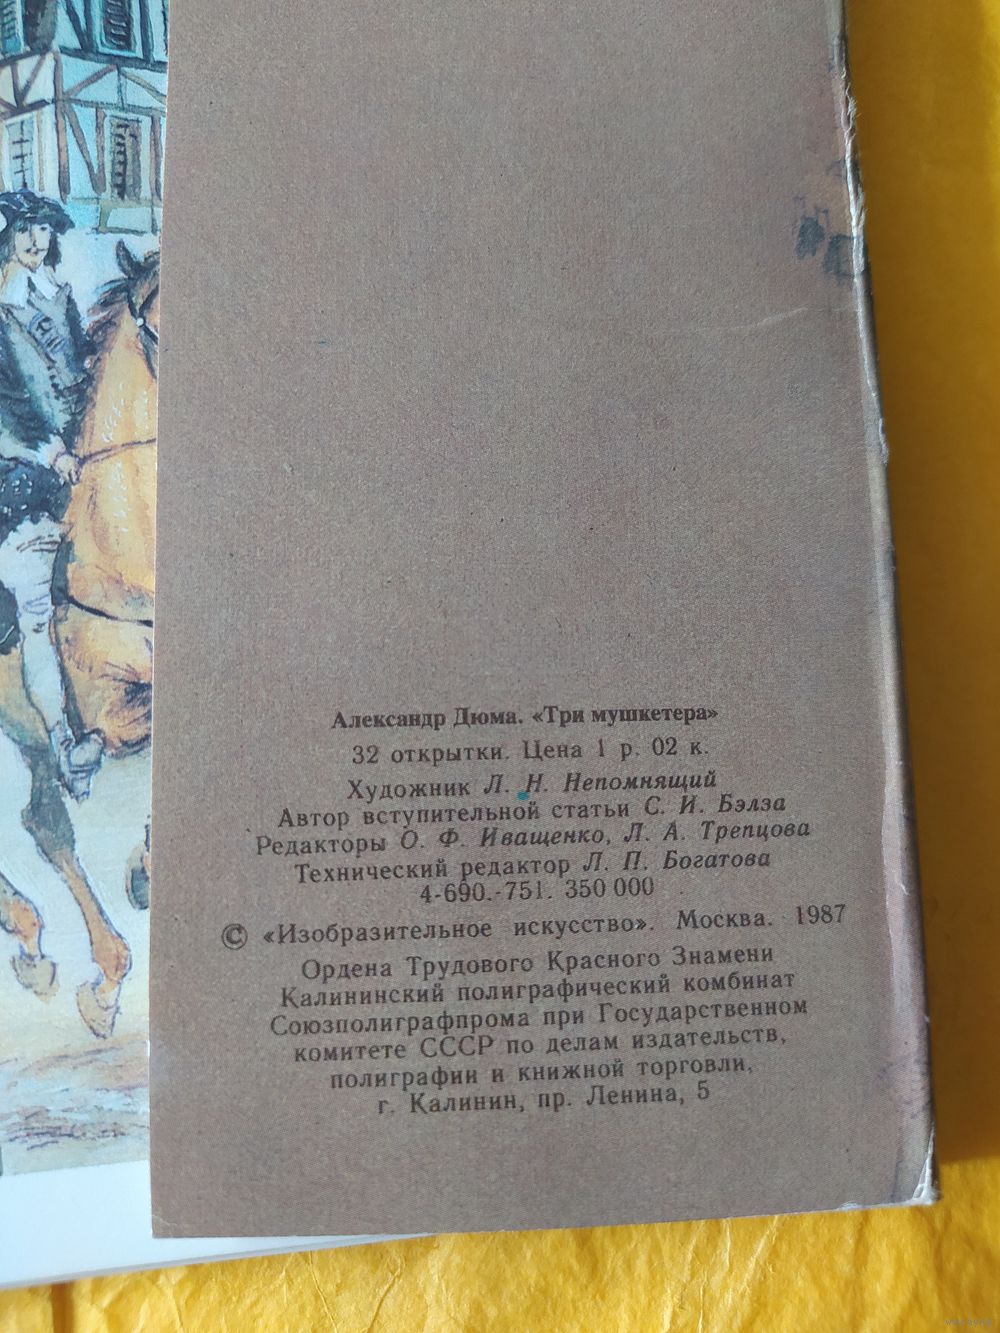 Александр Дюма. «Три мушкетера»
32 открытки. Цена 1 р. 02 к.
Художник Л. Н. Непомнящий
Автор вступительной статьи С. И. Бэлза
Редакторы О. Ф. Иващенко, Л. А. Трепцова
Технический редактор Л. П. Богатова
4-690.-751. 350 000
© «Изобразительное искусство». Москва. 1987
Ордена Трудового Красного Знамени
Калининский полиграфический комбинат
Союзполиграфпрома при Государственном
комитете СССР по делам издательств,
полиграфии и книжной торговли,
г. Калинин, пр. Ленина, 5